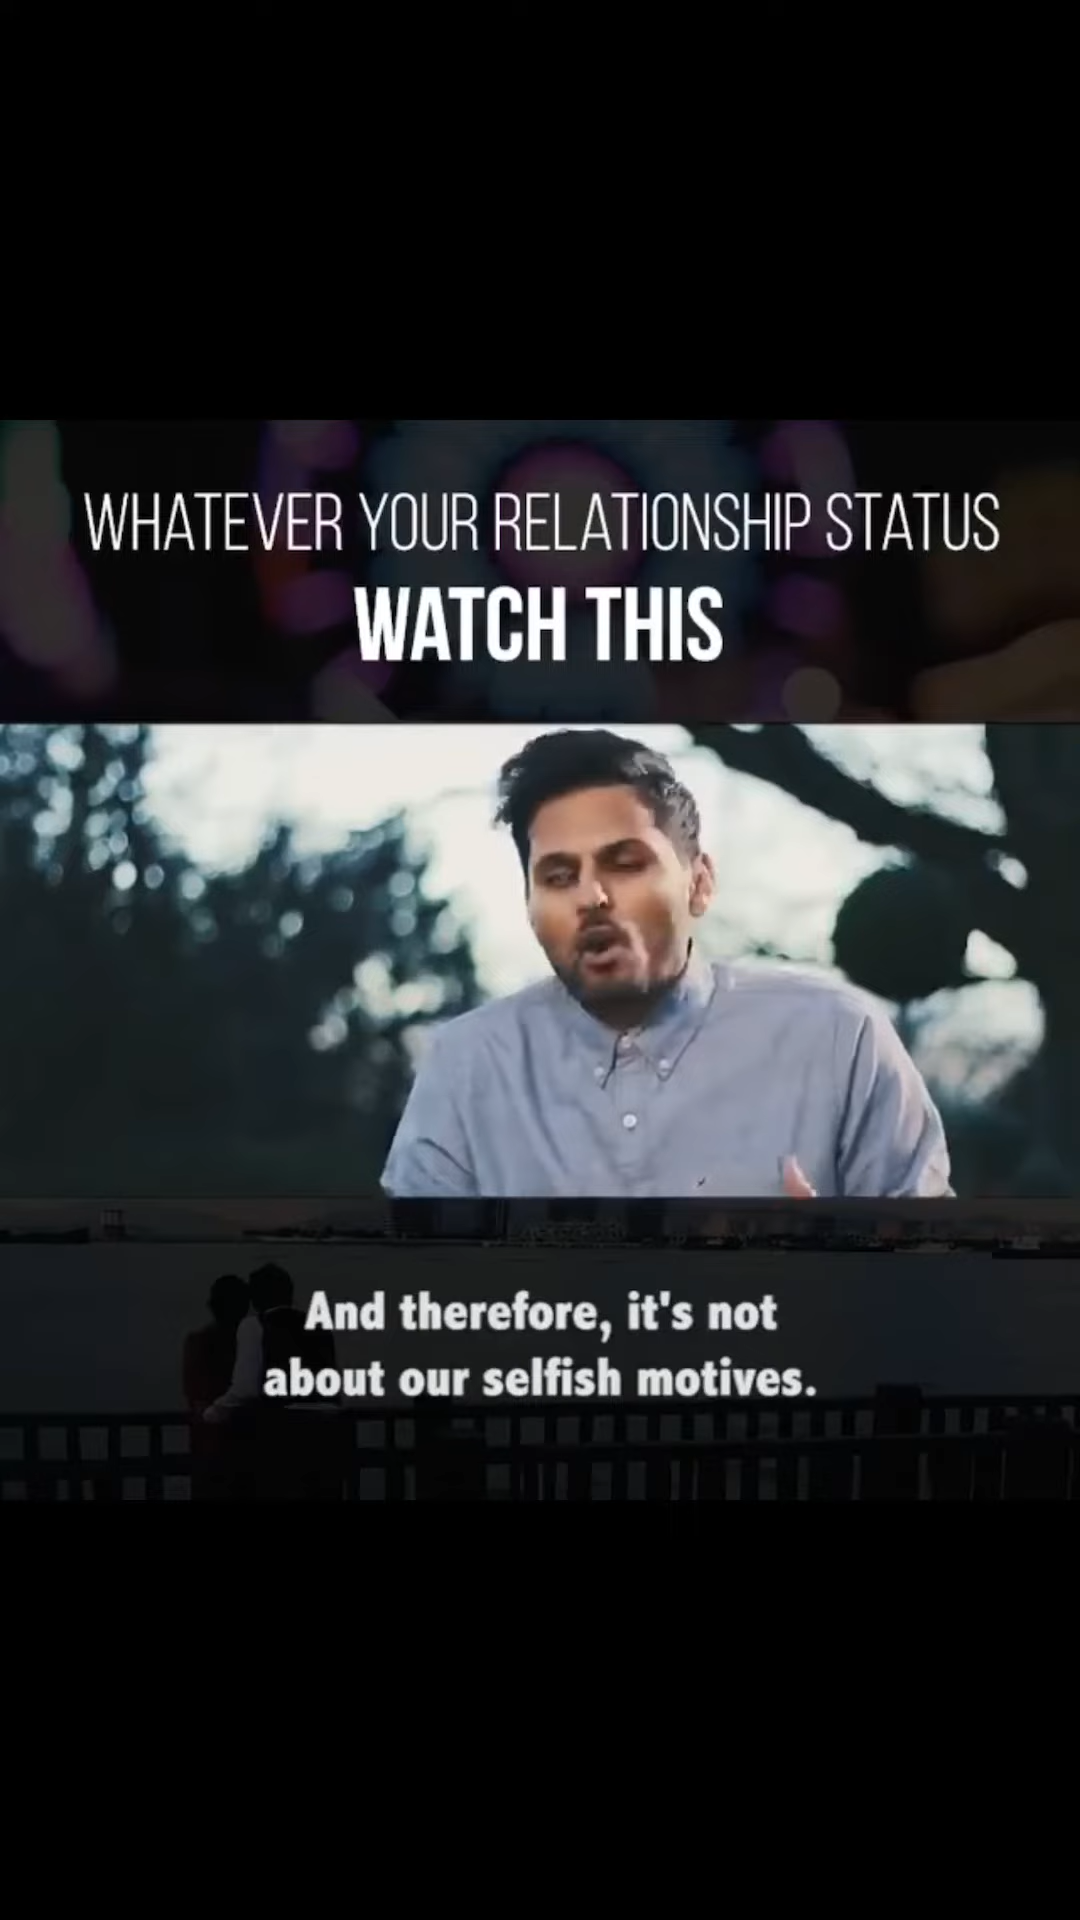 WHATEVER YOUR RELATIONSHIP STATUS
WATCH THIS
And therefore, it's not
about our selfish motives.